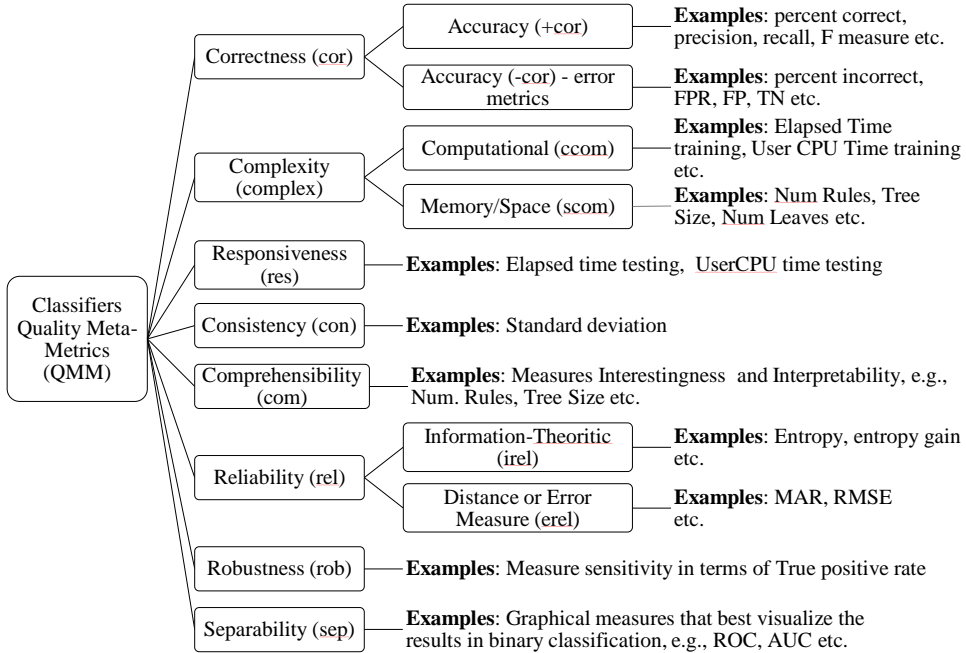 Classifiers
Quality Meta-
Metrics
(QMM)
Correctness (cor)
Accuracy (+cor)
Examples: percent correct,
precision, recall, F measure etc.
Accuracy (-cor) - error
metrics
Examples: percent incorrect,
FPR, FP, TN etc.
Complexity
(complex)
Computational (ccom)
Examples: Elapsed Time
training, User CPU Time training
etc.
Memory/Space (scom)
Examples: Num Rules, Tree
Size, Num Leaves etc.
Responsiveness
(res)
Examples: Elapsed time testing, UserCPU time testing
Consistency (con)
Examples: Standard deviation
Comprehensibility
(com)
Examples: Measures Interestingness and Interpretability, e.g.,
Num. Rules, Tree Size etc.
Reliability (rel)
Information-Theoritic
(irel)
Examples: Entropy, entropy gain
etc.
Distance or Error
Measure (erel)
Examples: MAR, RMSE
etc.
Robustness (rob)
Examples: Measure sensitivity in terms of True positive rate
Separability (sep)
Examples: Graphical measures that best visualize the
results in binary classification, e.g., ROC, AUC etc.